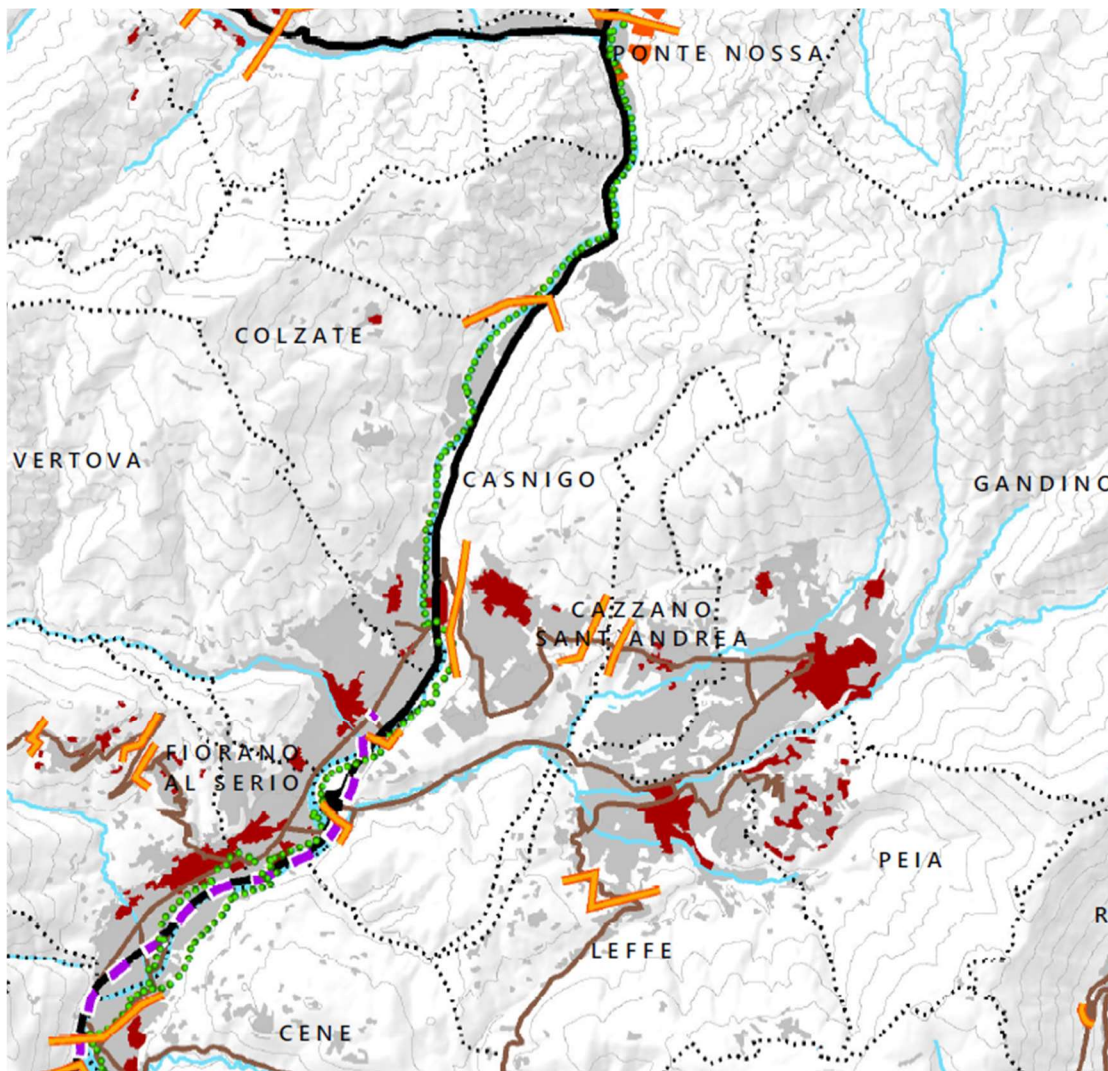 PONTE NOSSA
COLZATE
VERTOVA
CASNIGO
GANDINO
CAZZANO
SANT'ANDREA
FIORANO
AL SERIO
PEIA
R
LEFFE
CENE